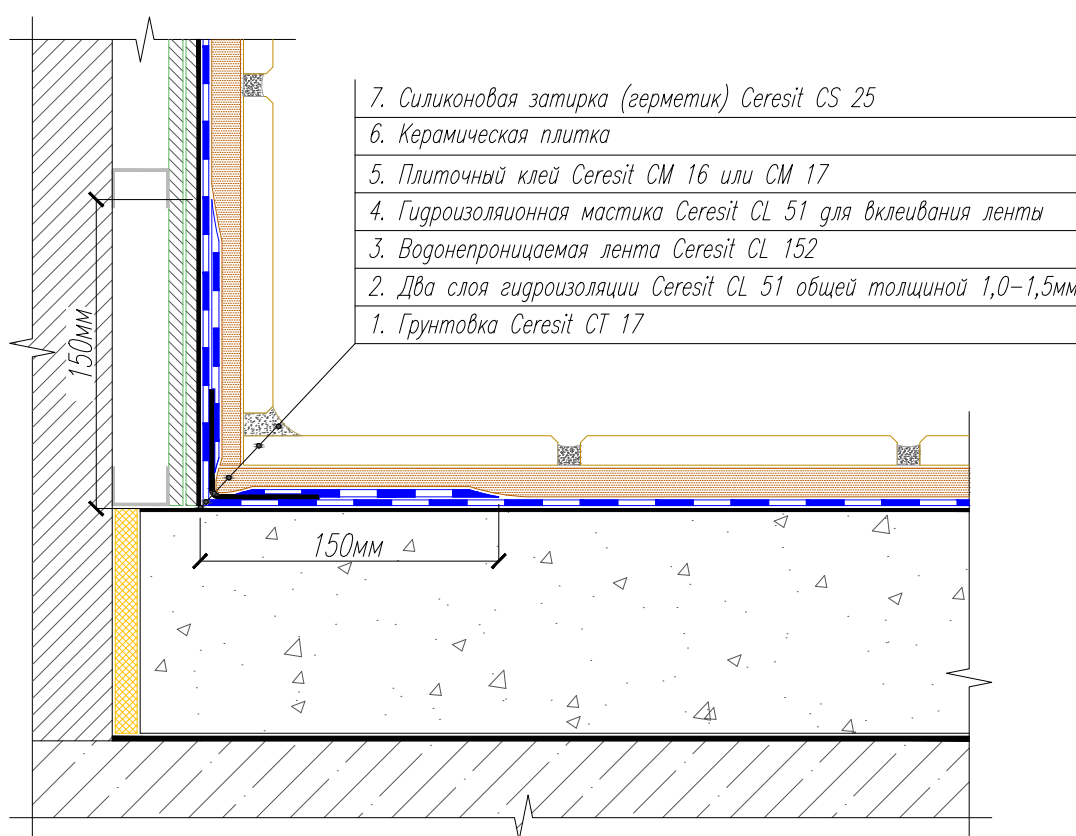 7. Силиконовая затирка (герметик) Ceresit CS 25
6. Керамическая плитка
5. Плиточный клей Ceresit CM 16 или CM 17
4. Гидроизоляионная мастика Ceresit CL 51 для вклеивания ленты
3. Водонепроницаемая лента Ceresit CL 152
2. Два слоя гидроизоляции Ceresit CL 51 общей толщиной 1,0-1,5мм
1. Грунтовка Ceresit CT 17
150мм
150мм